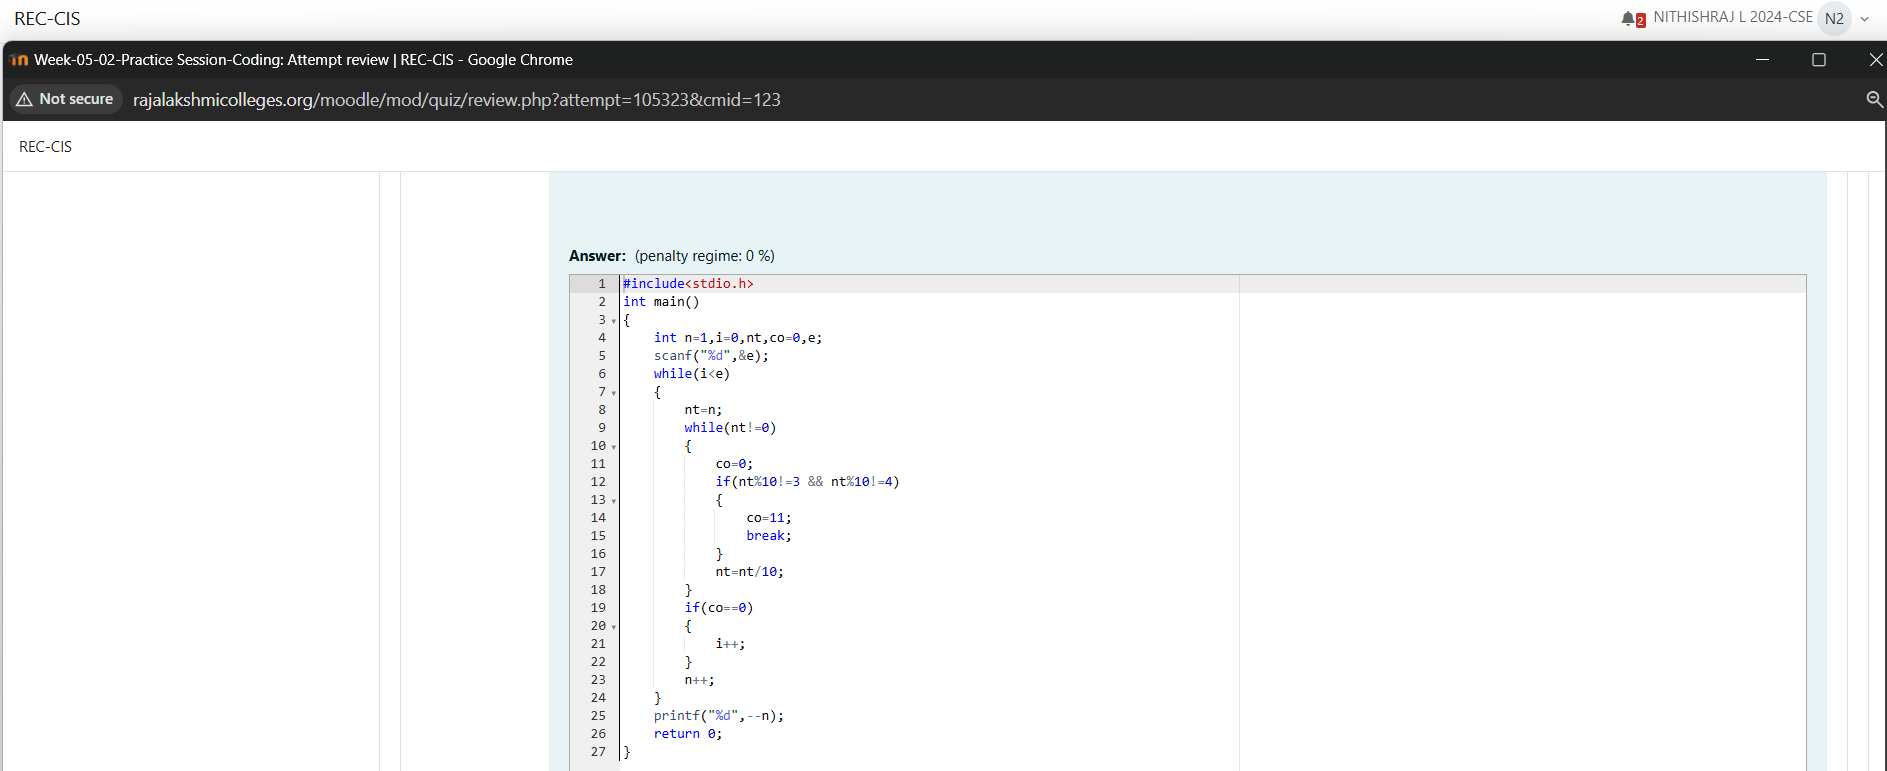 REC-CIS
2 NITHISHRAJ L 2024-CSE N2
Week-05-02-Practice Session-Coding: Attempt review | REC-CIS - Google Chrome
Not secure rajalakshmicolleges.org/moodle/mod/quiz/review.php?attempt=105323&cmid=123
REC-CIS
Answer: (penalty regime: 0 %)
1 #include<stdio.h>
2 int main()
3 {
4 int n=1,i=0,nt,co=0,e;
5 scanf("%d",&e);
6 while(i<e)
7 {
8 nt=n;
9 while(nt!=0)
10 {
11 co=0;
12 if(nt%10!=3 && nt%10!=4)
13 {
14 co=11;
15 break;
16 }
17 nt=nt/10;
18 }
19 if(co==0)
20 {
21 i++;
22 }
23 n++;
24 }
25 printf("%d",--n);
26 return 0;
27 }